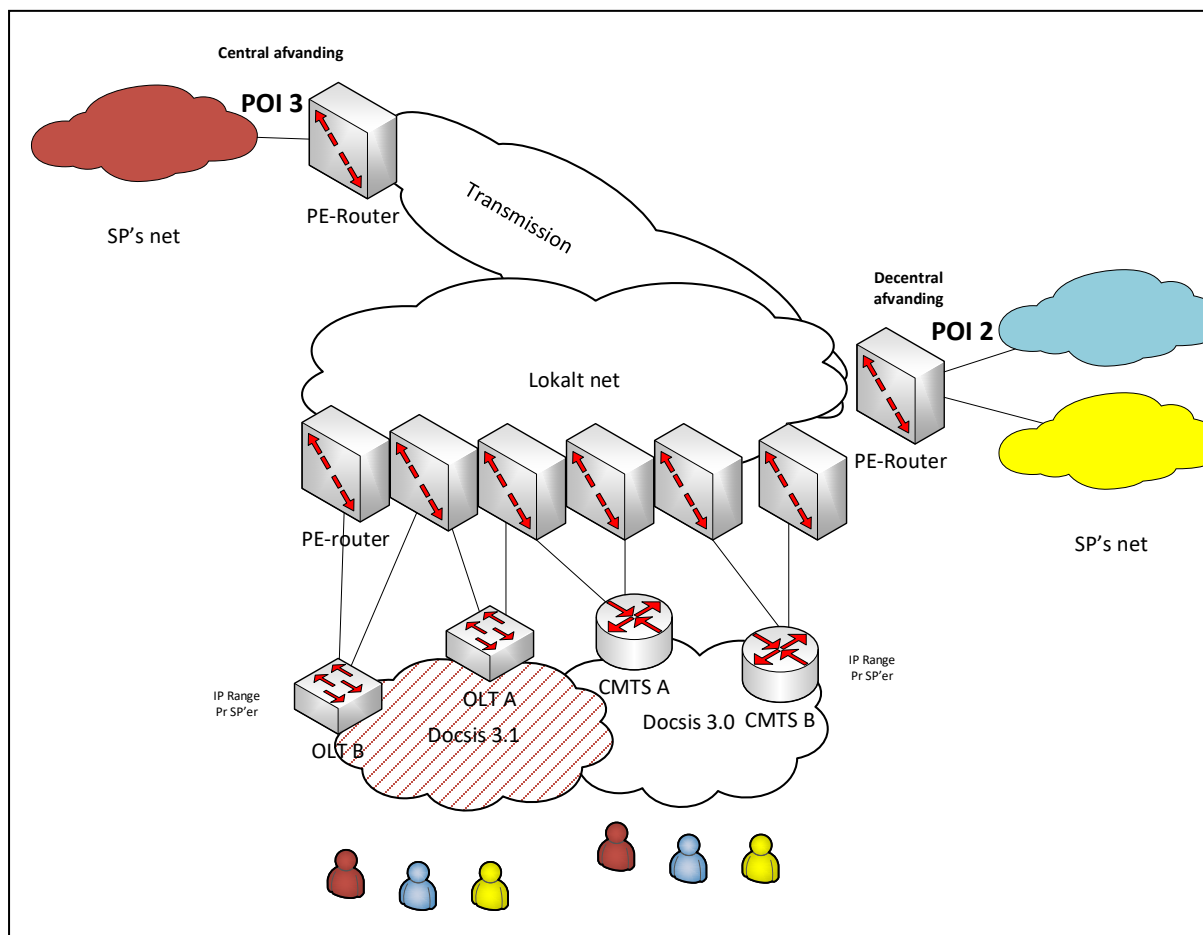 Central afvanding
POI 3
PE-Router
SP's net
Transmission
Decentral
afvanding
POI 2
Lokalt net
PE-Router
PE-router
SP's net
OLT A
CMTS A
IP Range
Pr SP'er
CMTS B
IP Range
Pr SP'er
OLT B
Docsis 3.1
Docsis 3.0